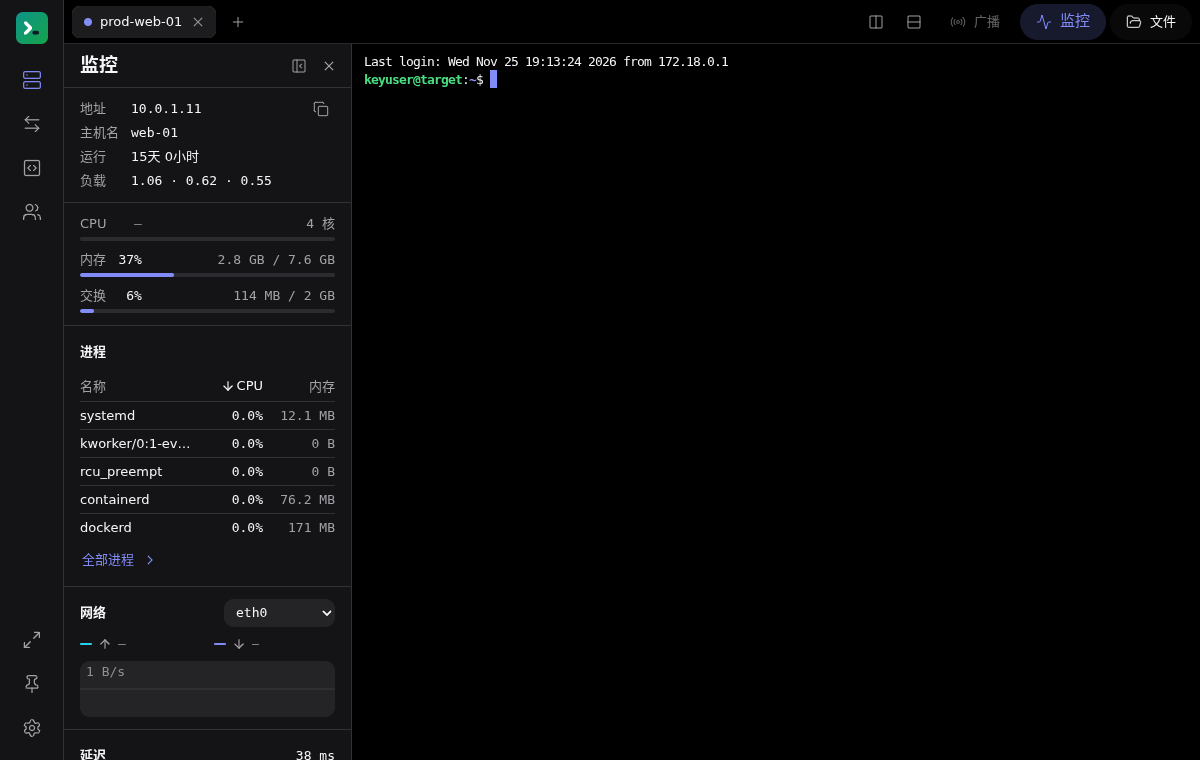 prod-web-01
广播
监控
文件
监控
地址 10.0.1.11
主机名 web-01
运行 15天 0小时
负载 1.06 · 0.62 · 0.55
CPU — 4 核
内存 37% 2.8 GB / 7.6 GB
交换 6% 114 MB / 2 GB
进程
名称 CPU 内存
systemd 0.0% 12.1 MB
kworker/0:1-ev... 0.0% 0 B
rcu_preempt 0.0% 0 B
containerd 0.0% 76.2 MB
dockerd 0.0% 171 MB
全部进程
网络 eth0
↑ — ↓ —
1 B/s
延迟 38 ms
Last login: Wed Nov 25 19:13:24 2026 from 172.18.0.1
keyuser@target:~$